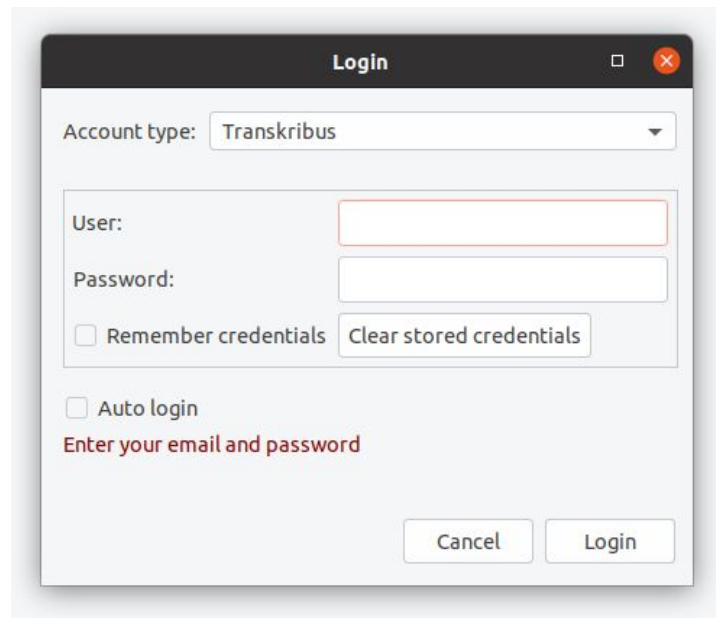 Login
Account type: Transkribus
User:
Password:
Remember credentials Clear stored credentials
Auto login
Enter your email and password
Cancel Login